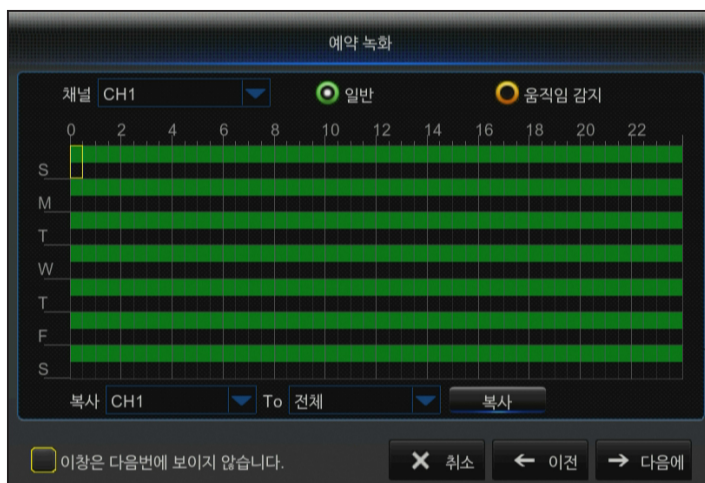 예약 녹화
채널 CH1 일반 움직임 감지
0 2 4 6 8 10 12 14 16 18 20 22
S
M
T
W
T
F
S
복사 CH1 To 전체 복사
이창은 다음번에 보이지 않습니다. 취소 이전 다음에